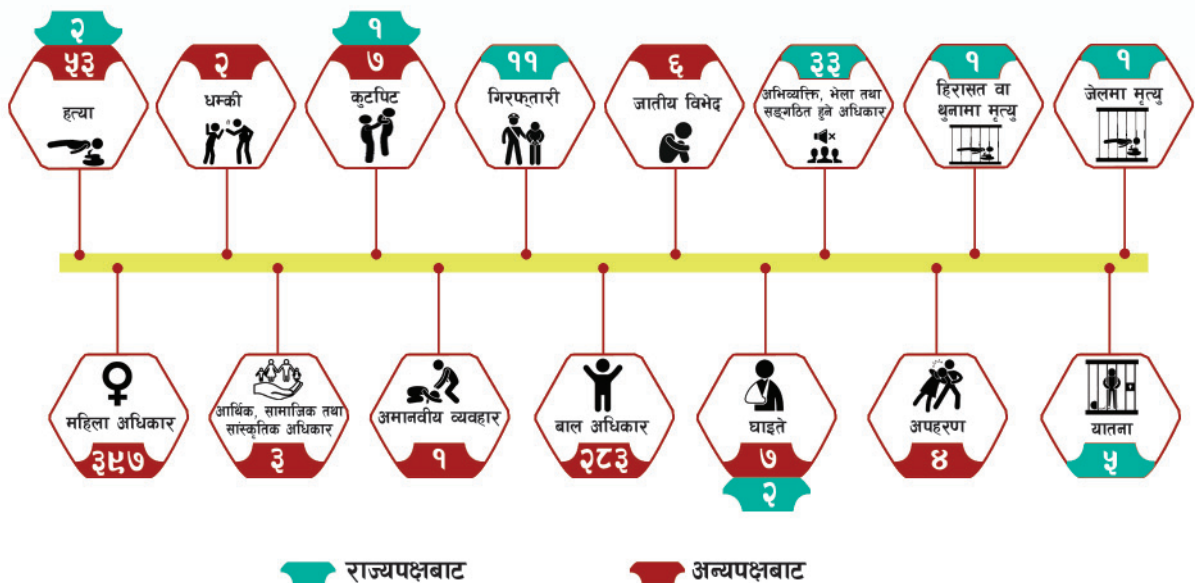 २
५३
हत्या
२
धम्की
१
७
कुटपिट
११
गिरफ्तारी
६
जातीय विभेद
३३
अभिव्यक्ति, भेला तथा
सङ्गठित हुने अधिकार
१
हिरासत वा
थुनामा मृत्यु
१
जेलमा मृत्यु
महिला अधिकार
३९७
आर्थिक, सामाजिक तथा
सांस्कृतिक अधिकार
३
अमानवीय व्यवहार
१
बाल अधिकार
२८३
घाइते
७
२
अपहरण
४
यातना
५
राज्यपक्षबाट
अन्यपक्षबाट